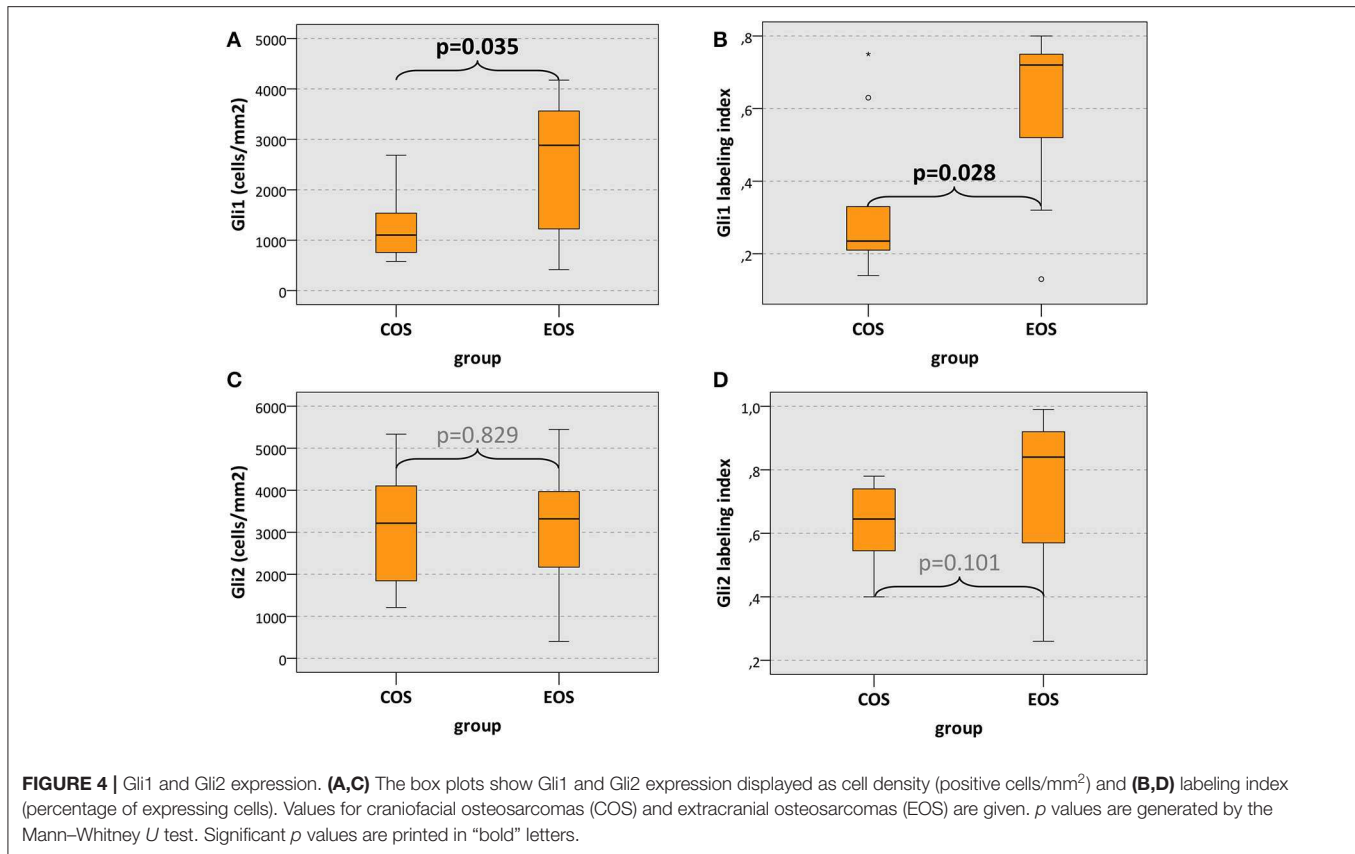 A
p=0.035
5000
4000
3000
2000
1000
0
Gli1 (cells/mm2)
COS
EOS
group
B
p=0.028
,8
,6
,4
,2
Gli1 labeling index
COS
EOS
group
C
p=0.829
6000
5000
4000
3000
2000
1000
0
Gli2 (cells/mm2)
COS
EOS
group
D
p=0.101
1,0
,8
,6
,4
,2
Gli2 labeling index
COS
EOS
group
FIGURE 4 | Gli1 and Gli2 expression. (A,C) The box plots show Gli1 and Gli2 expression displayed as cell density (positive cells/mm²) and (B,D) labeling index
(percentage of expressing cells). Values for craniofacial osteosarcomas (COS) and extracranial osteosarcomas (EOS) are given. p values are generated by the
Mann–Whitney U test. Significant p values are printed in “bold” letters.